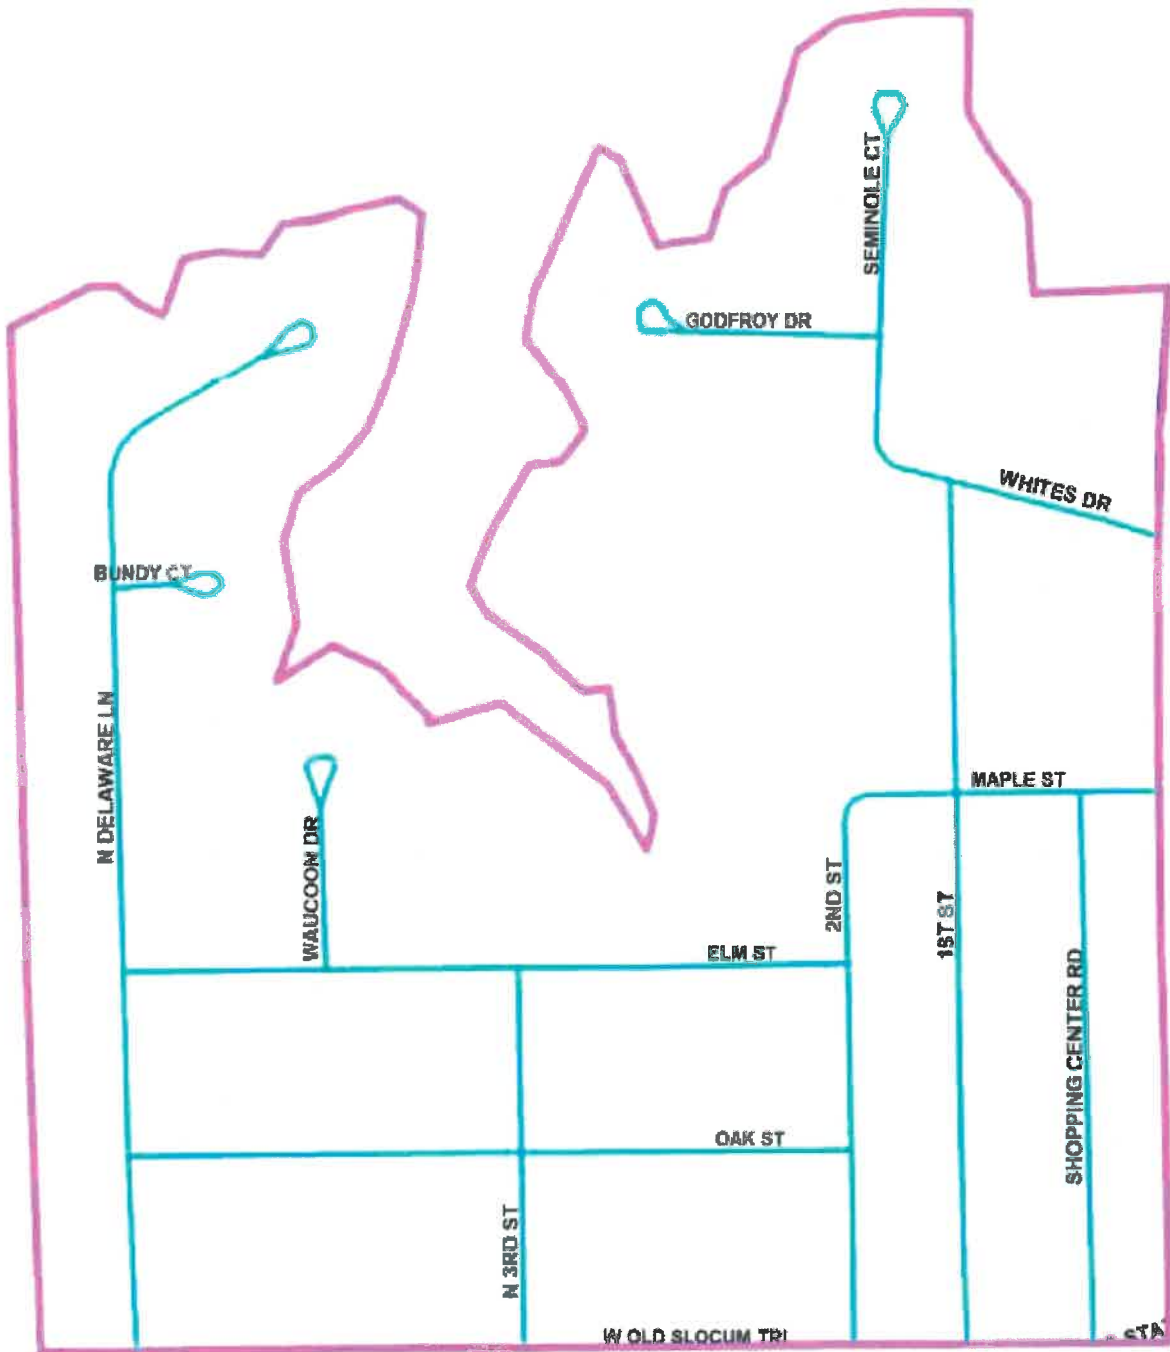 SEMINOLE CT
GODFROY DR
WHITES DR
BUNDY CT
N DELAWARE LN
MAPLE ST
WAUCOON DR
2ND ST
1ST ST
ELM ST
SHOPPING CENTER RD
OAK ST
N 3RD ST
W OLD SLOCUM TRL